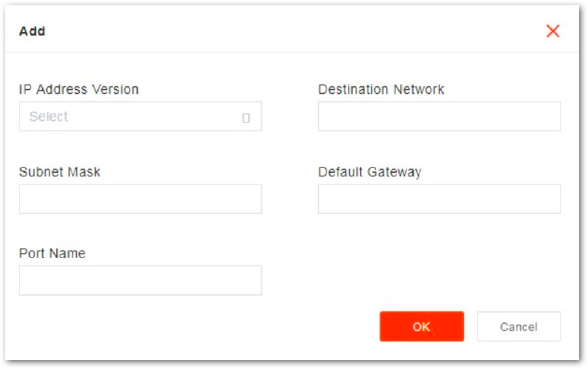 Add
IP Address Version
Destination Network
Select
Subnet Mask
Default Gateway
Port Name
OK
Cancel